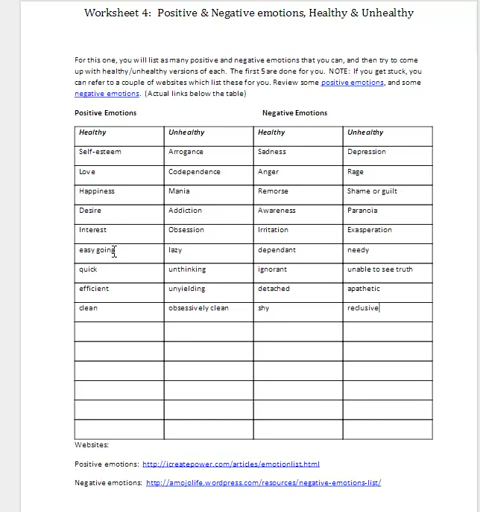 Worksheet 4: Positive & Negative emotions, Healthy & Unhealthy
For this one, you will list as many positive and negative emotions that you can, and then try to come
up with healthy/unhealthy versions of each. The first 5 are done for you. NOTE: If you get stuck, you
can refer to a couple of websites which list these for you. Review some positive emotions, and some
negative emotions. (Actual links below the table)
Positive Emotions Negative Emotions
Healthy Unhealthy Healthy Unhealthy
Self-esteem Arrogance Sadness Depression
Love Codependence Anger Rage
Happiness Mania Remorse Shame or guilt
Desire Addiction Awareness Paranoia
Interest Obsession Irritation Exasperation
easy going lazy dependant needy
quick unthinking ignorant unable to see truth
efficient unyielding detached apathetic
clean obsessively clean shy reclusive
Websites:
Positive emotions: http://icreatepower.com/articles/emotionlist.html
Negative emotions: http://amojolife.wordpress.com/resources/negative-emotions-list/